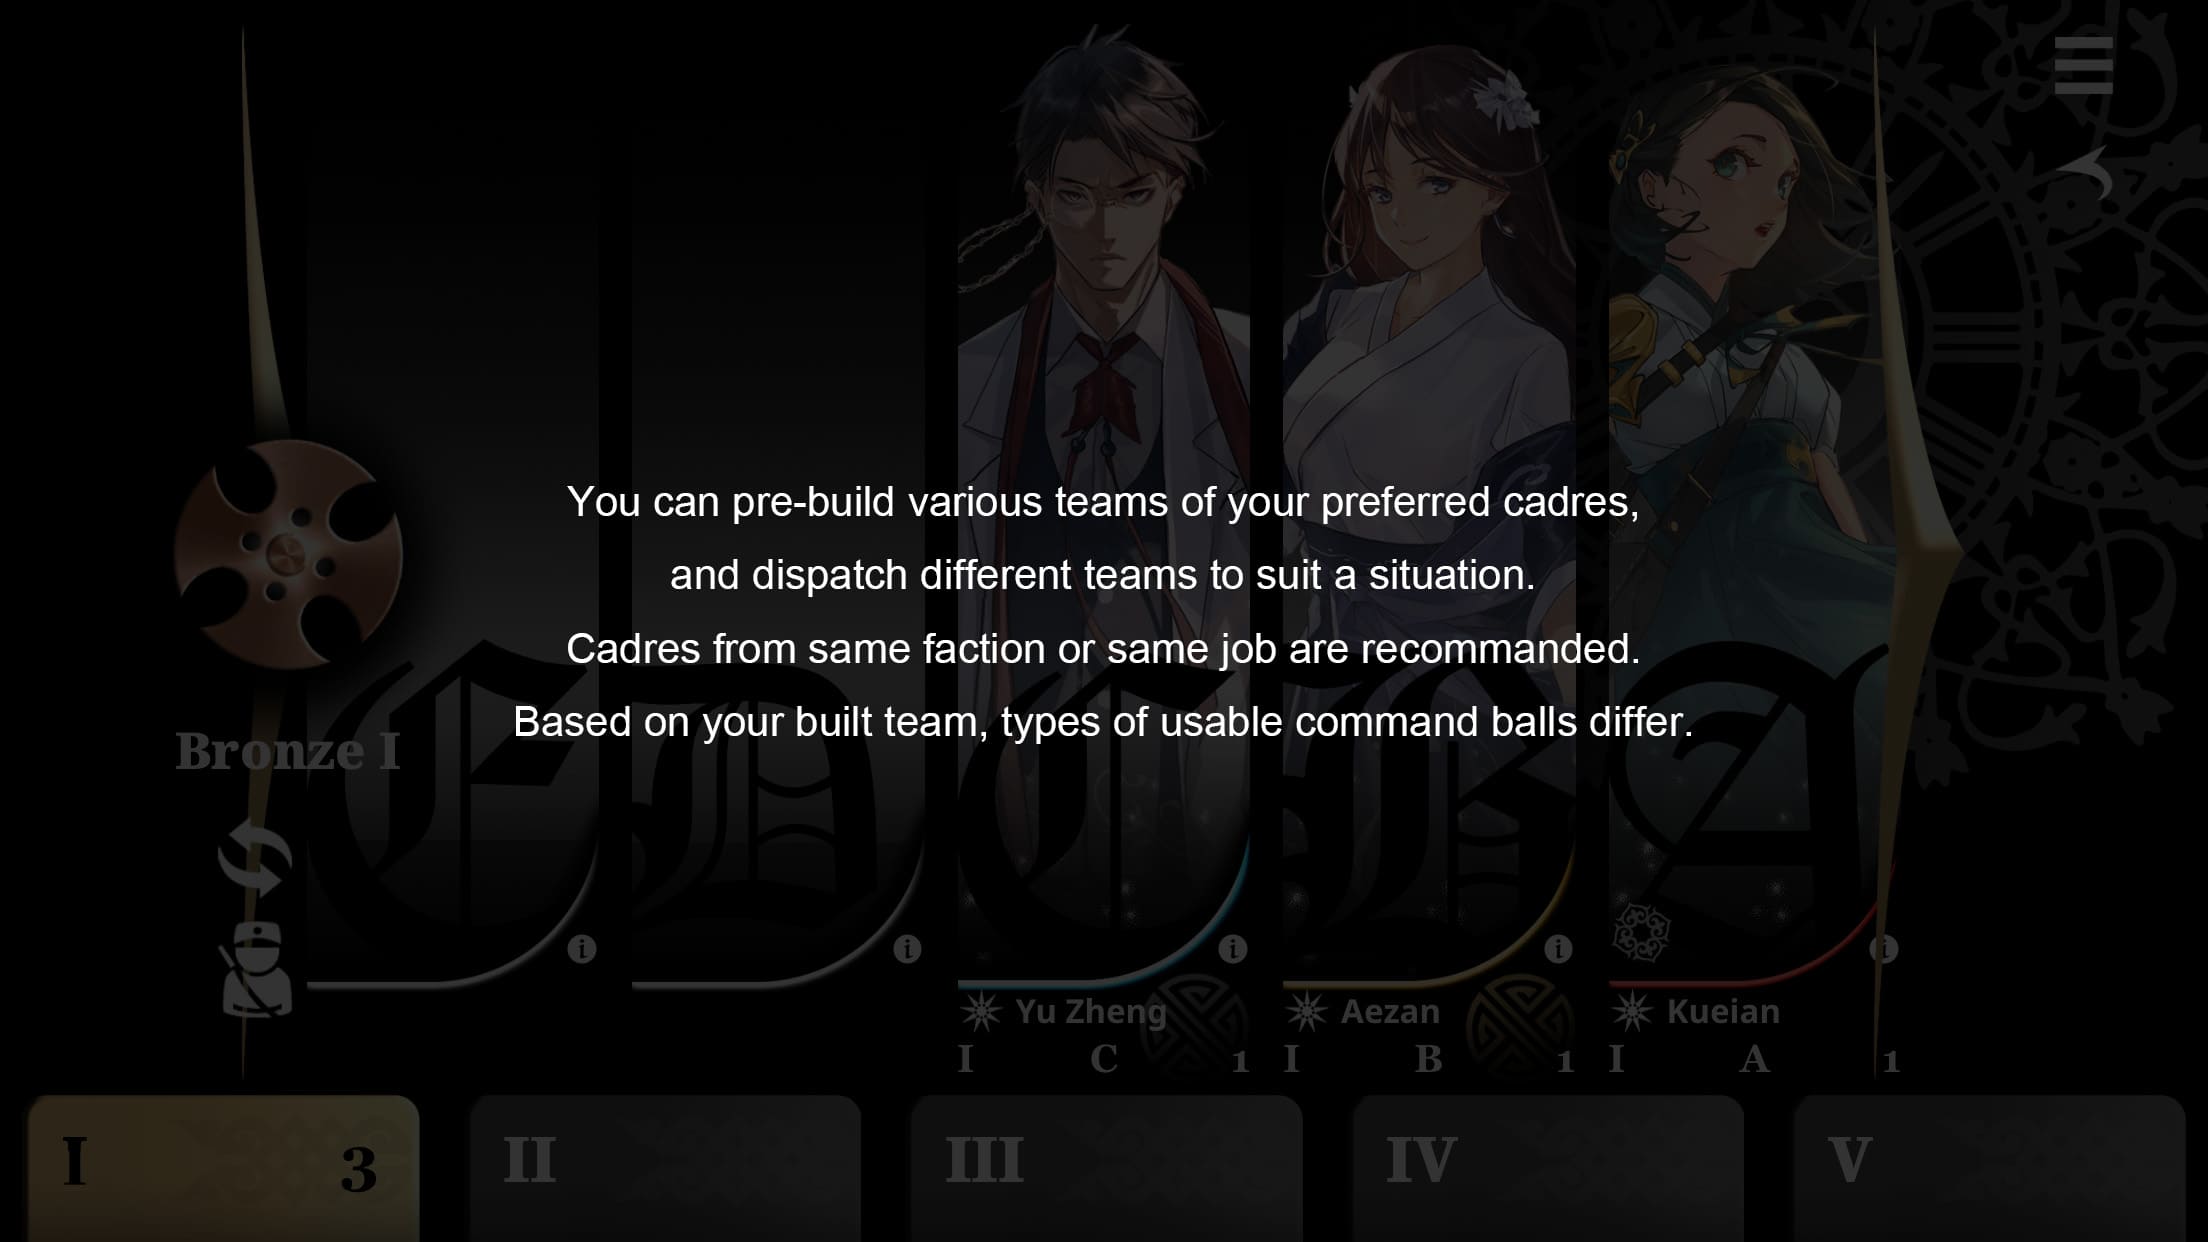 You can pre-build various teams of your preferred cadres,
and dispatch different teams to suit a situation.
Cadres from same faction or same job are recommanded.
Based on your built team, types of usable command balls differ.
Bronze I
E D C B A
Yu Zheng Aezan Kueian
I C 1 I B 1 I A 1
I 3 II III IV V